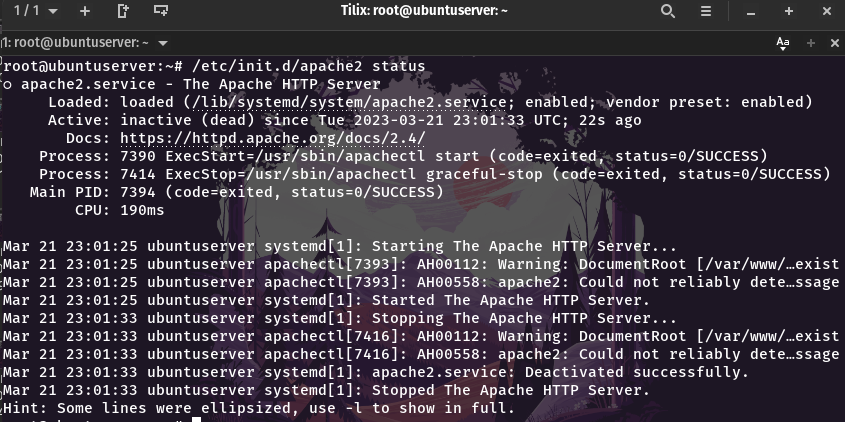 1 / 1
Tilix: root@ubuntuserver: ~
1: root@ubuntuserver: ~
Aa
root@ubuntuserver:~# /etc/init.d/apache2 status
○ apache2.service - The Apache HTTP Server
Loaded: loaded (/lib/systemd/system/apache2.service; enabled; vendor preset: enabled)
Active: inactive (dead) since Tue 2023-03-21 23:01:33 UTC; 22s ago
Docs: https://httpd.apache.org/docs/2.4/
Process: 7390 ExecStart=/usr/sbin/apachectl start (code=exited, status=0/SUCCESS)
Process: 7414 ExecStop=/usr/sbin/apachectl graceful-stop (code=exited, status=0/SUCCESS)
Main PID: 7394 (code=exited, status=0/SUCCESS)
CPU: 190ms
Mar 21 23:01:25 ubuntuserver systemd[1]: Starting The Apache HTTP Server...
Mar 21 23:01:25 ubuntuserver apachectl[7393]: AH00112: Warning: DocumentRoot [/var/www/…exist
Mar 21 23:01:25 ubuntuserver apachectl[7393]: AH00558: apache2: Could not reliably dete…ssage
Mar 21 23:01:25 ubuntuserver systemd[1]: Started The Apache HTTP Server.
Mar 21 23:01:33 ubuntuserver systemd[1]: Stopping The Apache HTTP Server...
Mar 21 23:01:33 ubuntuserver apachectl[7416]: AH00112: Warning: DocumentRoot [/var/www/…exist
Mar 21 23:01:33 ubuntuserver apachectl[7416]: AH00558: apache2: Could not reliably dete…ssage
Mar 21 23:01:33 ubuntuserver systemd[1]: apache2.service: Deactivated successfully.
Mar 21 23:01:33 ubuntuserver systemd[1]: Stopped The Apache HTTP Server.
Hint: Some lines were ellipsized, use -l to show in full.